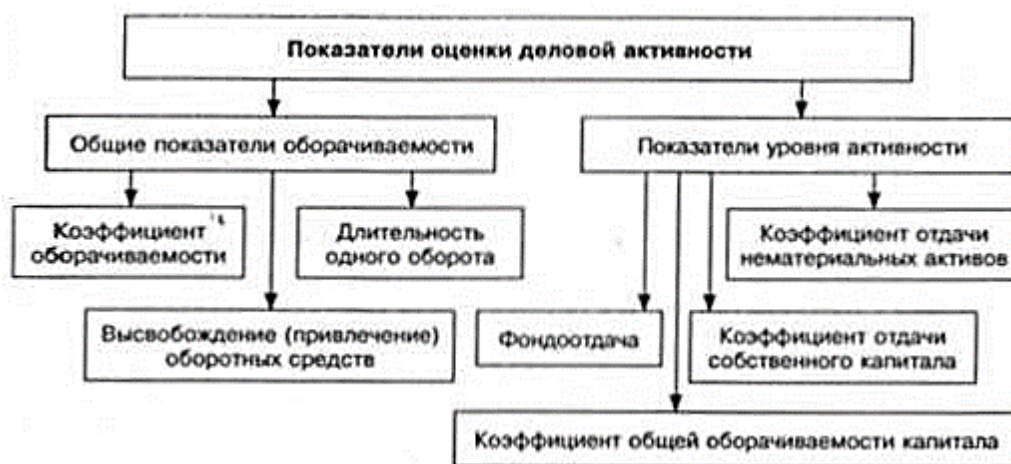 Показатели оценки деловой активности
Общие показатели оборачиваемости
Показатели уровня активности
Коэффициент
оборачиваемости
Длительность
одного оборота
Коэффициент отдачи
нематериальных активов
Высвобождение (привлечение)
оборотных средств
Фондоотдача
Коэффициент отдачи
собственного капитала
Коэффициент общей оборачиваемости капитала